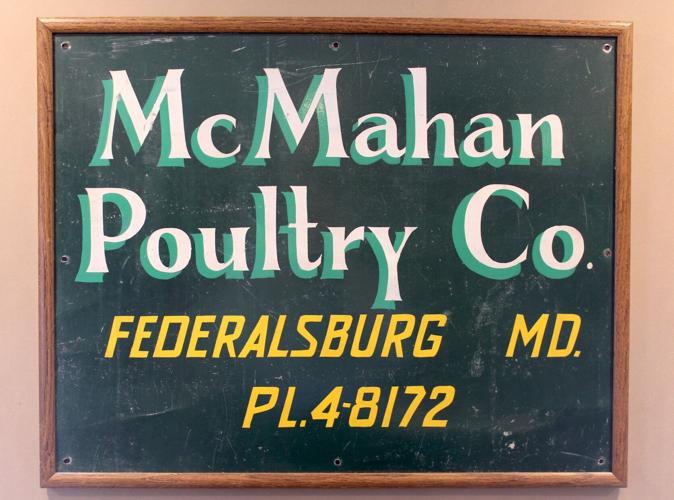 McMahan
Poultry Co.
FEDERALSBURG MD.
PL.4-8172